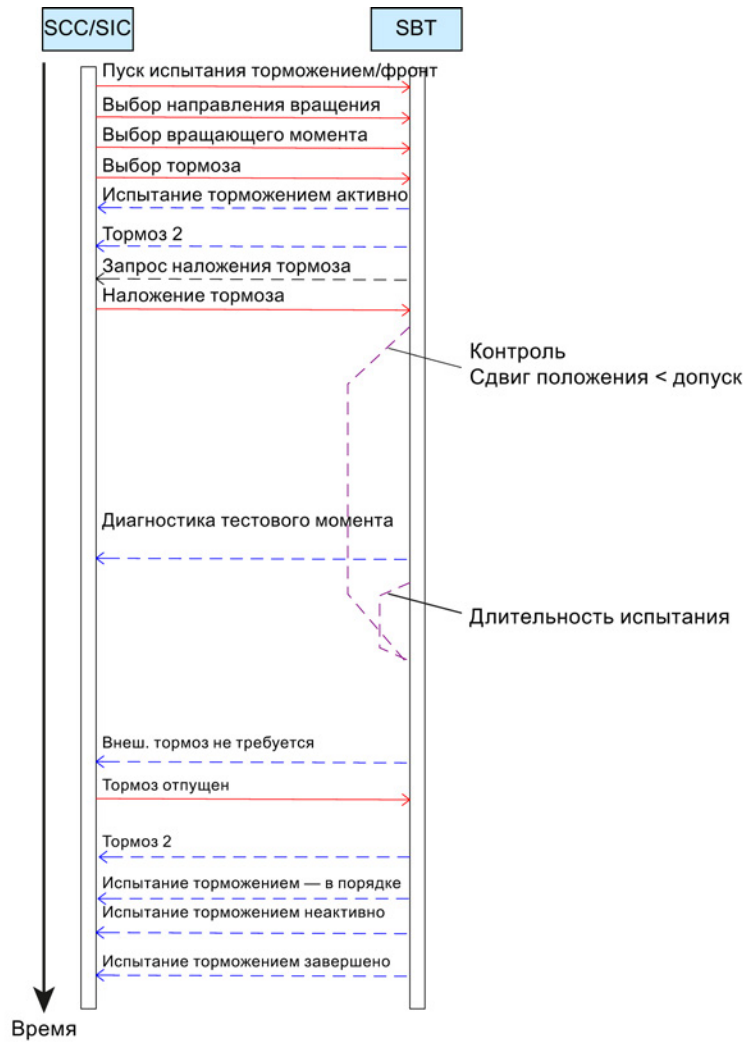 SCC/SIC
SBT
Пуск испытания торможением/фронт
Выбор направления вращения
Выбор вращающего момента
Выбор тормоза
Испытание торможением активно
Тормоз 2
Запрос наложения тормоза
Наложение тормоза
Контроль
Сдвиг положения < допуск
Диагностика тестового момента
Длительность испытания
Внеш. тормоз не требуется
Тормоз отпущен
Тормоз 2
Испытание торможением — в порядке
Испытание торможением неактивно
Испытание торможением завершено
Время